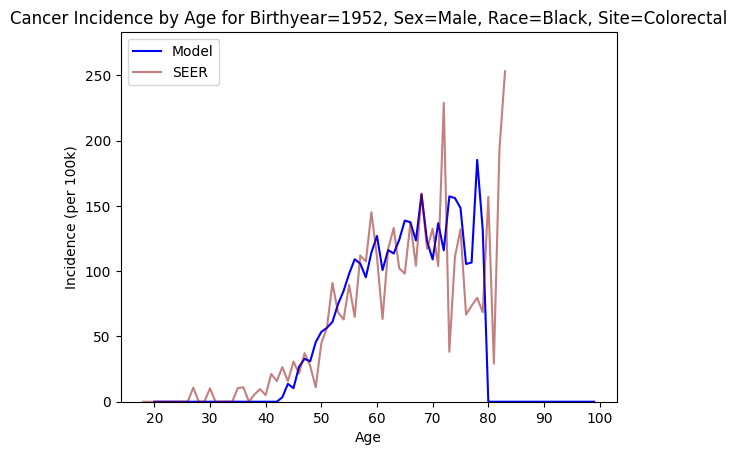 Cancer Incidence by Age for Birthyear=1952, Sex=Male, Race=Black, Site=Colorectal
Model
SEER
250
200
150
100
50
0
Incidence (per 100k)
20 30 40 50 60 70 80 90 100
Age